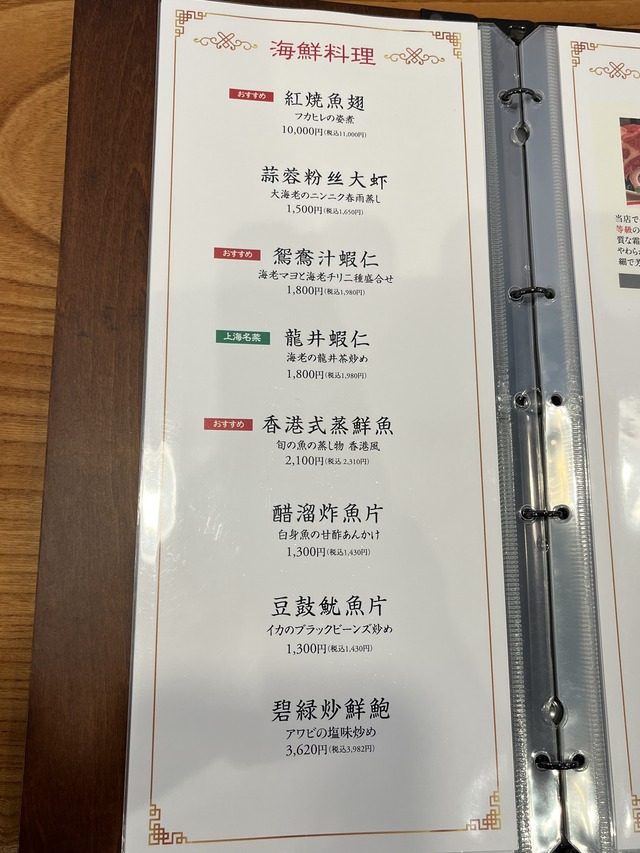 海鮮料理
おすすめ 紅焼魚翅
フカヒレの姿煮
10,000円(税込11,000円)
蒜蓉粉丝大虾
大海老のニンニク春雨蒸し
1,500円(税込1,650円)
おすすめ 鴛鴦汁蝦仁
海老マヨと海老チリ二種盛合せ
1,800円(税込1,980円)
上海名菜 龍井蝦仁
海老の龍井茶炒め
1,800円(税込1,980円)
おすすめ 香港式蒸鮮魚
旬の魚の蒸し物 香港風
2,100円(税込 2,310円)
醋溜炸魚片
白身魚の甘酢あんかけ
1,300円(税込1,430円)
豆鼓魷魚片
イカのブラックビーンズ炒め
1,300円(税込1,430円)
碧緑炒鮮鮑
アワビの塩味炒め
3,620円(税込3,982円)
当店で
等級の
質な霜
やわら
細で芳